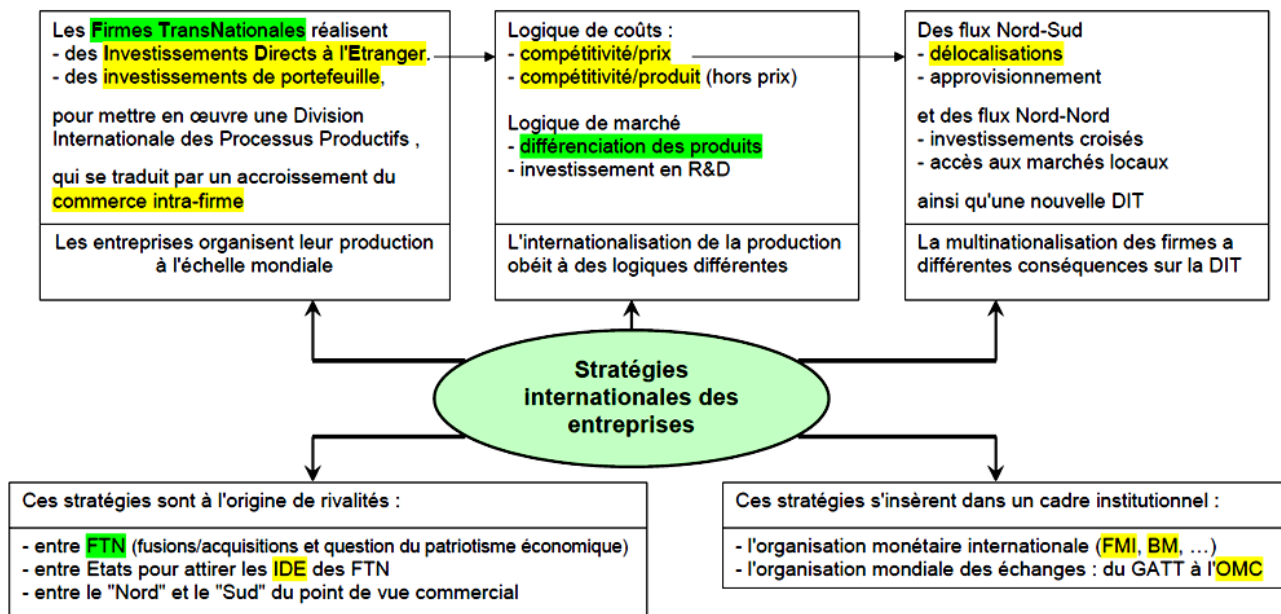 Les Firmes TransNationales réalisent
- des Investissements Directs à l'Etranger.
- des investissements de portefeuille,
pour mettre en œuvre une Division
Internationale des Processus Productifs ,
qui se traduit par un accroissement du
commerce intra-firme
Les entreprises organisent leur production
à l'échelle mondiale
Logique de coûts :
- compétitivité/prix
- compétitivité/produit (hors prix)
Logique de marché
- différenciation des produits
- investissement en R&D
L'internationalisation de la production
obéit à des logiques différentes
Des flux Nord-Sud
- délocalisations
- approvisionnement
et des flux Nord-Nord
- investissements croisés
- accès aux marchés locaux
ainsi qu'une nouvelle DIT
La multinationalisation des firmes a
différentes conséquences sur la DIT
Stratégies
internationales des
entreprises
Ces stratégies sont à l'origine de rivalités :
- entre FTN (fusions/acquisitions et question du patriotisme économique)
- entre Etats pour attirer les IDE des FTN
- entre le "Nord" et le "Sud" du point de vue commercial
Ces stratégies s'insèrent dans un cadre institutionnel :
- l'organisation monétaire internationale (FMI, BM, …)
- l'organisation mondiale des échanges : du GATT à l'OMC